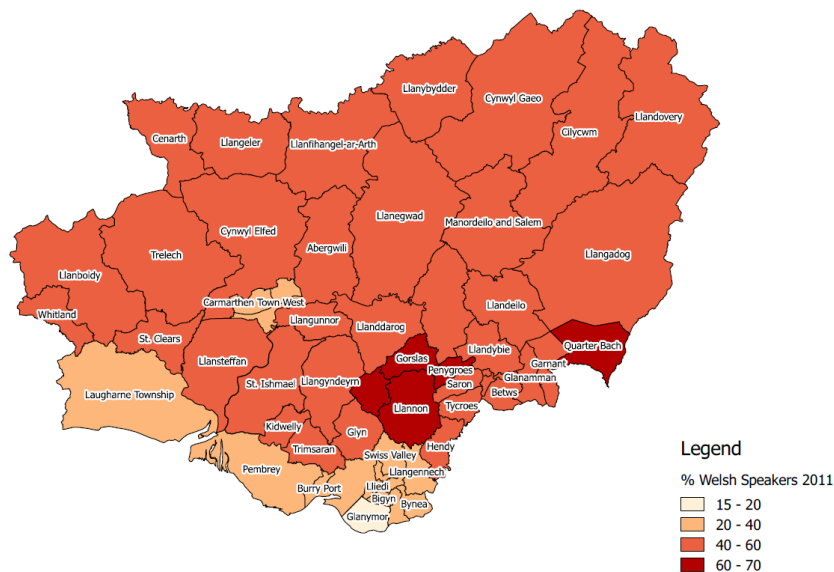 Llanybydder
Cynwyl Gaeo
Llandovery
Cilycwm
Cenarth
Llangeler
Llanfihangel-ar-Arth
Llanegwad
Manordeilo and Salem
Cynwyl Elfed
Abergwili
Trelech
Llangadog
Llanboidy
Carmarthen Town West
Llandeilo
Whitland
Llangunnor
Llanddarog
St. Clears
Quarter Bach
Llansteffan
Gorslas
Llandybie
Garnant
Penygroes
Glanamman
St. Ishmael
Llangyndeyrn
Saron
Betws
Laugharne Township
Llannon
Tycroes
Kidwelly
Glyn
Trimsaran
Hendy
Swiss Valley
Pembrey
Llangennech
Burry Port
Lliedi
Bigyn
Bynea
Glanymor
Legend
% Welsh Speakers 2011
15 - 20
20 - 40
40 - 60
60 - 70